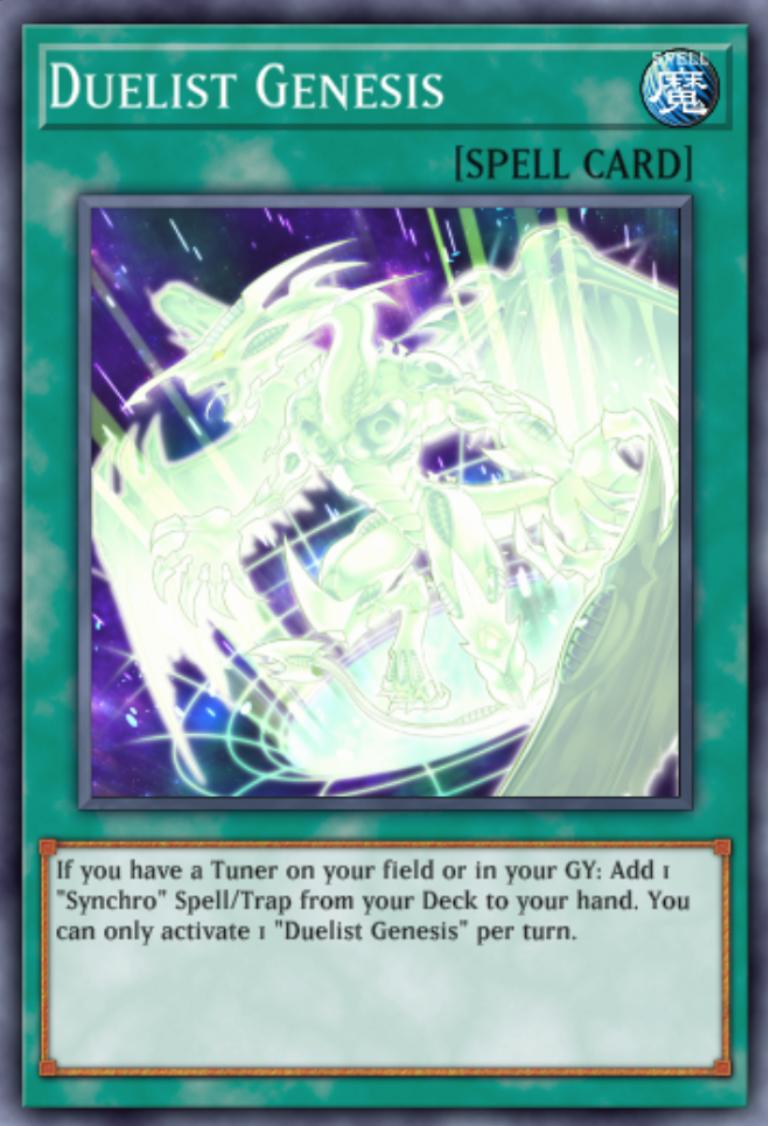 DUELIST GENESIS
SPELL
魔
[SPELL CARD]
If you have a Tuner on your field or in your GY: Add 1
"Synchro" Spell/Trap from your Deck to your hand. You
can only activate 1 "Duelist Genesis" per turn.